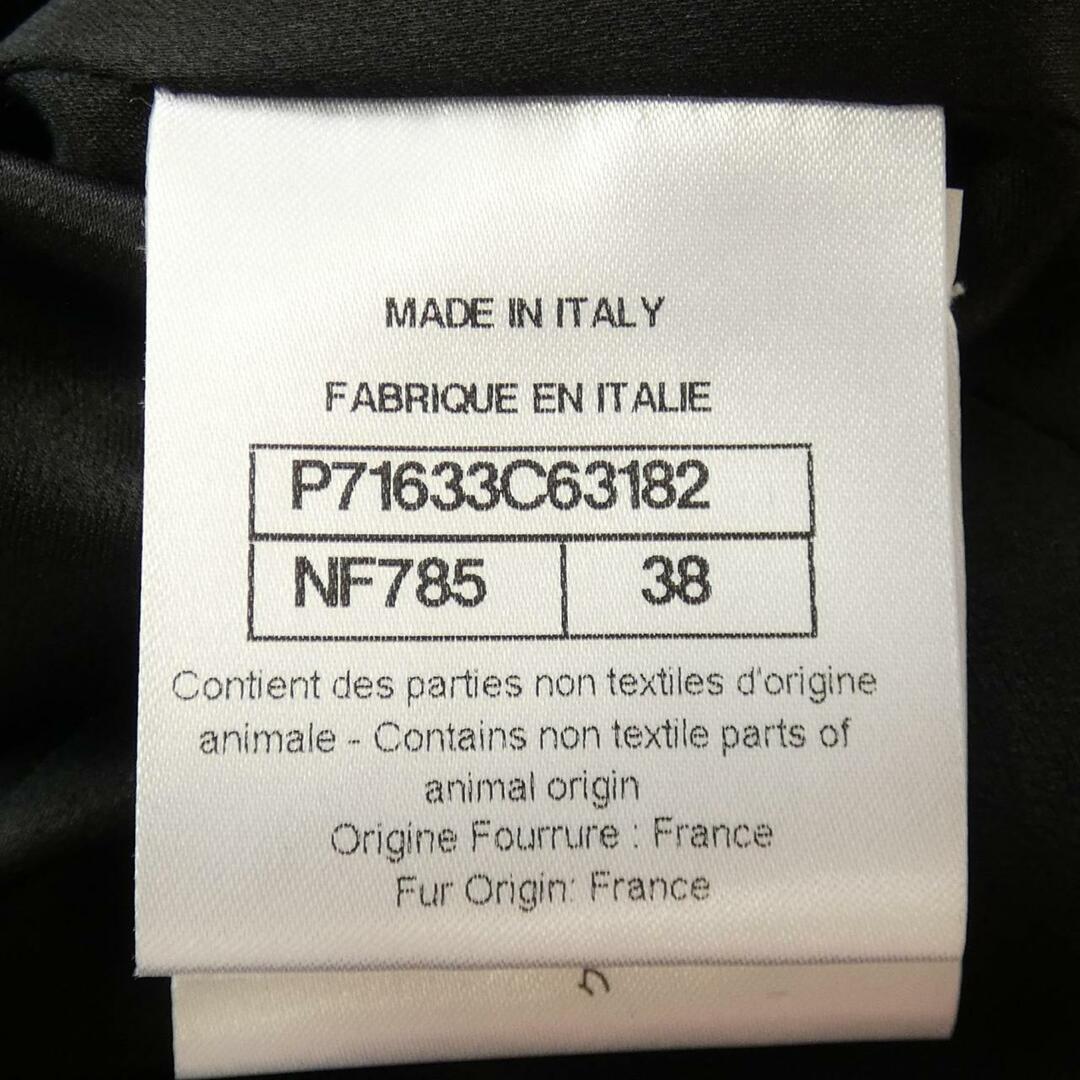 MADE IN ITALY
FABRIQUE EN ITALIE
P71633C63182
NF785 38
Contient des parties non textiles d'origine
animale - Contains non textile parts of
animal origin
Origine Fourrure : France
Fur Origin: France